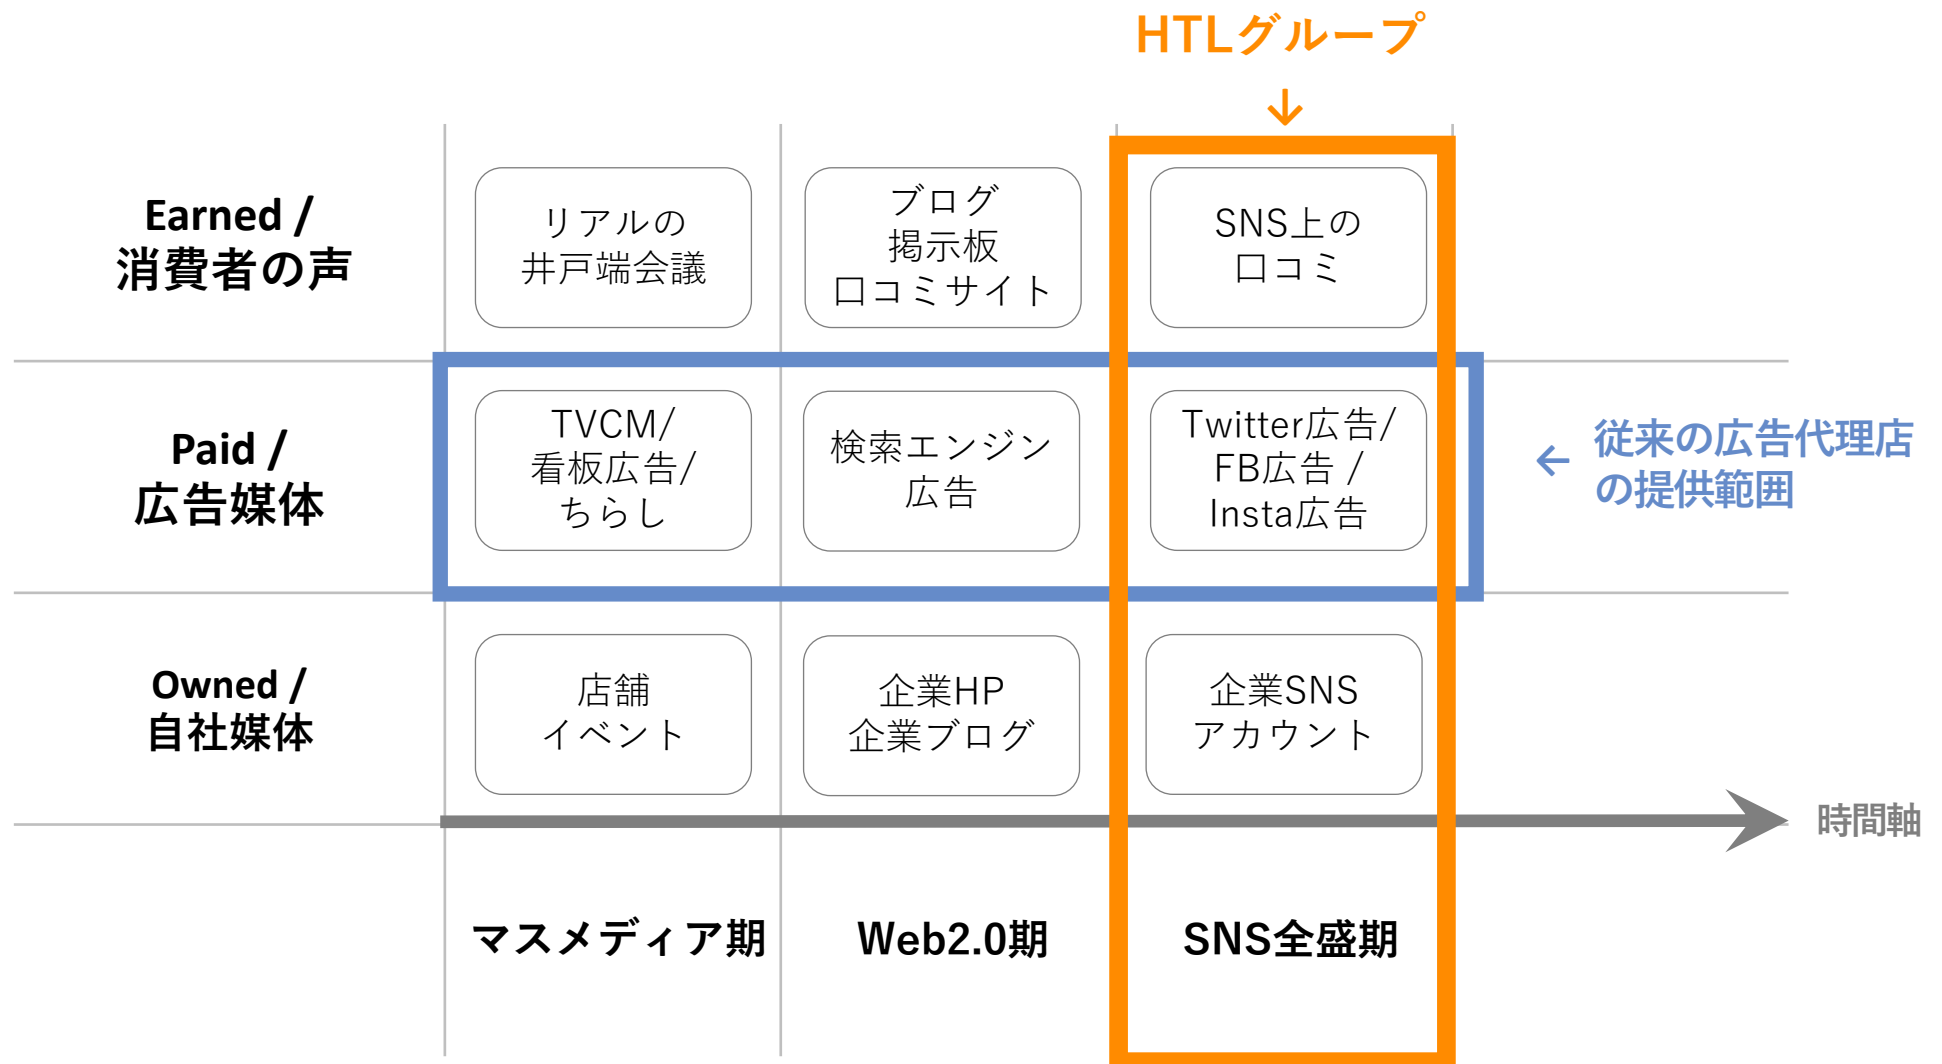 HTLグループ
↓
Earned /
消費者の声
リアルの
井戸端会議
ブログ
掲示板
口コミサイト
SNS上の
口コミ
Paid /
広告媒体
TVCM/
看板広告/
ちらし
検索エンジン
広告
Twitter広告/
FB広告 /
Insta広告
← 従来の広告代理店
の提供範囲
Owned /
自社媒体
店舗
イベント
企業HP
企業ブログ
企業SNS
アカウント
時間軸
マスメディア期
Web2.0期
SNS全盛期